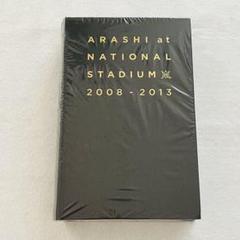 ARASHI at
NATIONAL
STADIUM
2008 - 2013